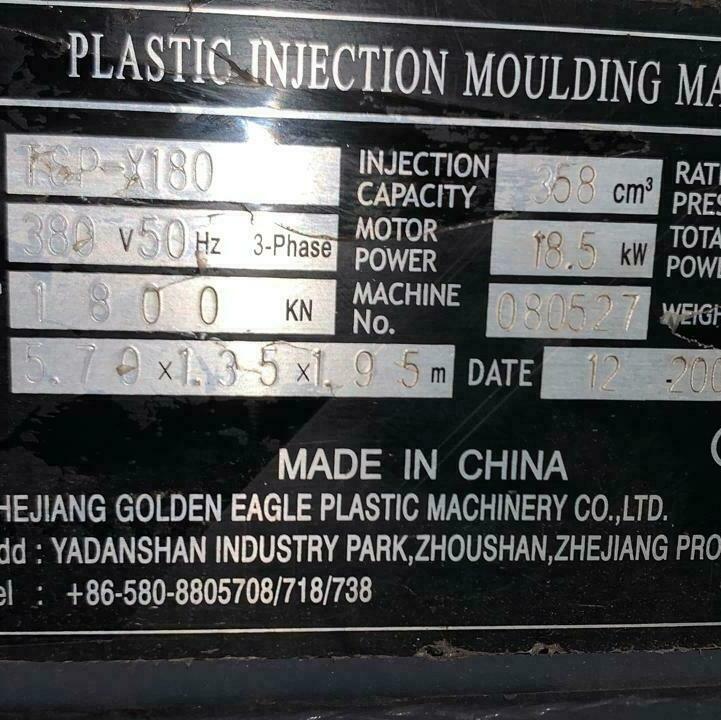 PLASTIC INJECTION MOULDING MA
X180 INJECTION CAPACITY 358 cm³ RATE PRES
380 V 50 Hz 3-Phase MOTOR POWER 18.5 kW TOTA POWE
1800 KN MACHINE No. 080527 WEIGH
5.70 x 1.35 x 1.95 m DATE 12 -200
MADE IN CHINA
HEJIANG GOLDEN EAGLE PLASTIC MACHINERY CO.,LTD.
dd : YADANSHAN INDUSTRY PARK,ZHOUSHAN,ZHEJIANG PRO
el : +86-580-8805708/718/738